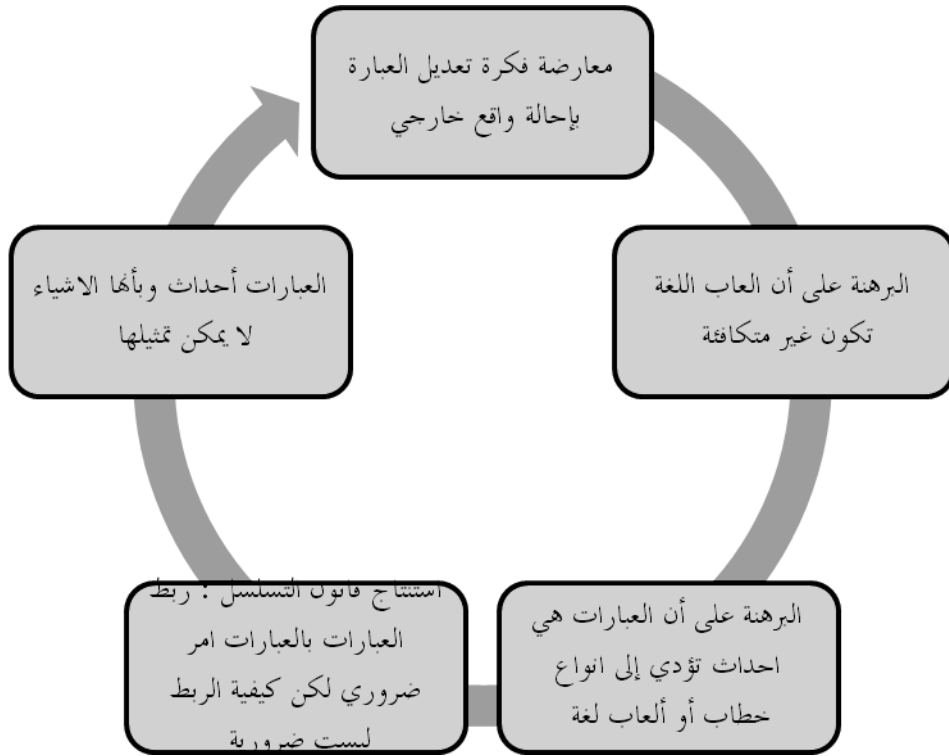 معارضة فكرة تعديل العبارة
بإحالة واقع خارجي
البرهنة على أن العاب اللغة
تكون غير متكافئة
البرهنة على أن العبارات هي
احداث تؤدي إلى انواع
خطاب أو ألعاب لغة
استنتاج قانون التسلسل : ربط
العبارات بالعبارات امر
ضروري لكن كيفية الربط
ليست ضرورية
العبارات أحداث وبأنها الاشياء
لا يمكن تمثيلها